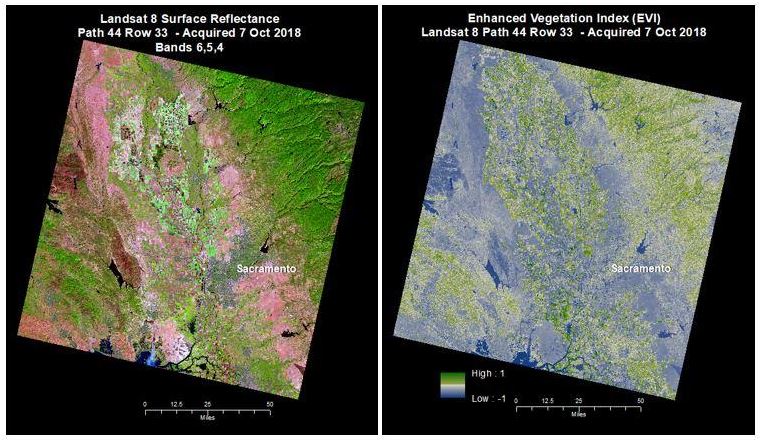 Landsat 8 Surface Reflectance
Path 44 Row 33 - Acquired 7 Oct 2018
Bands 6,5,4
Sacramento
0 12.5 25 50
Miles
Enhanced Vegetation Index (EVI)
Landsat 8 Path 44 Row 33 - Acquired 7 Oct 2018
Sacramento
High : 1
Low : -1
0 12.5 25 50
Miles